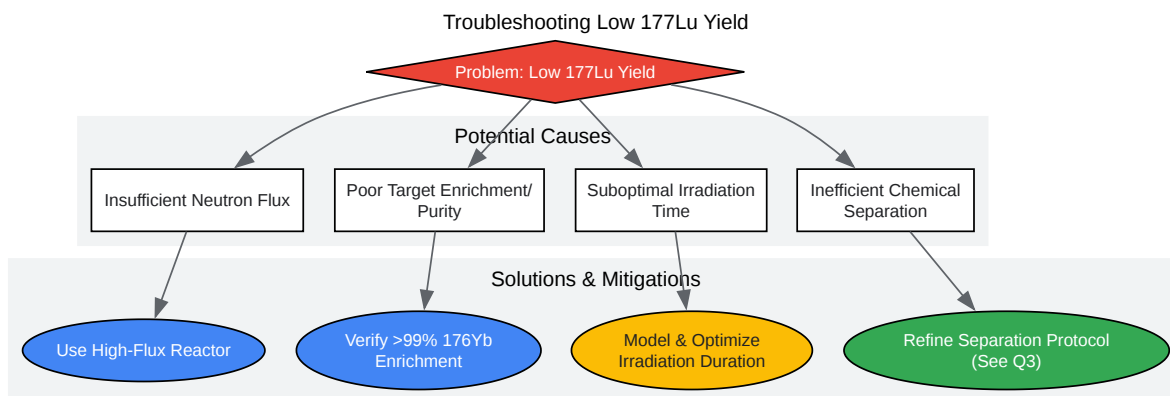 Troubleshooting Low 177Lu Yield
Problem: Low 177Lu Yield
Potential Causes
Insufficient Neutron Flux
Poor Target Enrichment/
Purity
Suboptimal Irradiation
Time
Inefficient Chemical
Separation
Solutions & Mitigations
Use High-Flux Reactor
Verify >99% 176Yb
Enrichment
Model & Optimize
Irradiation Duration
Refine Separation Protocol
(See Q3)